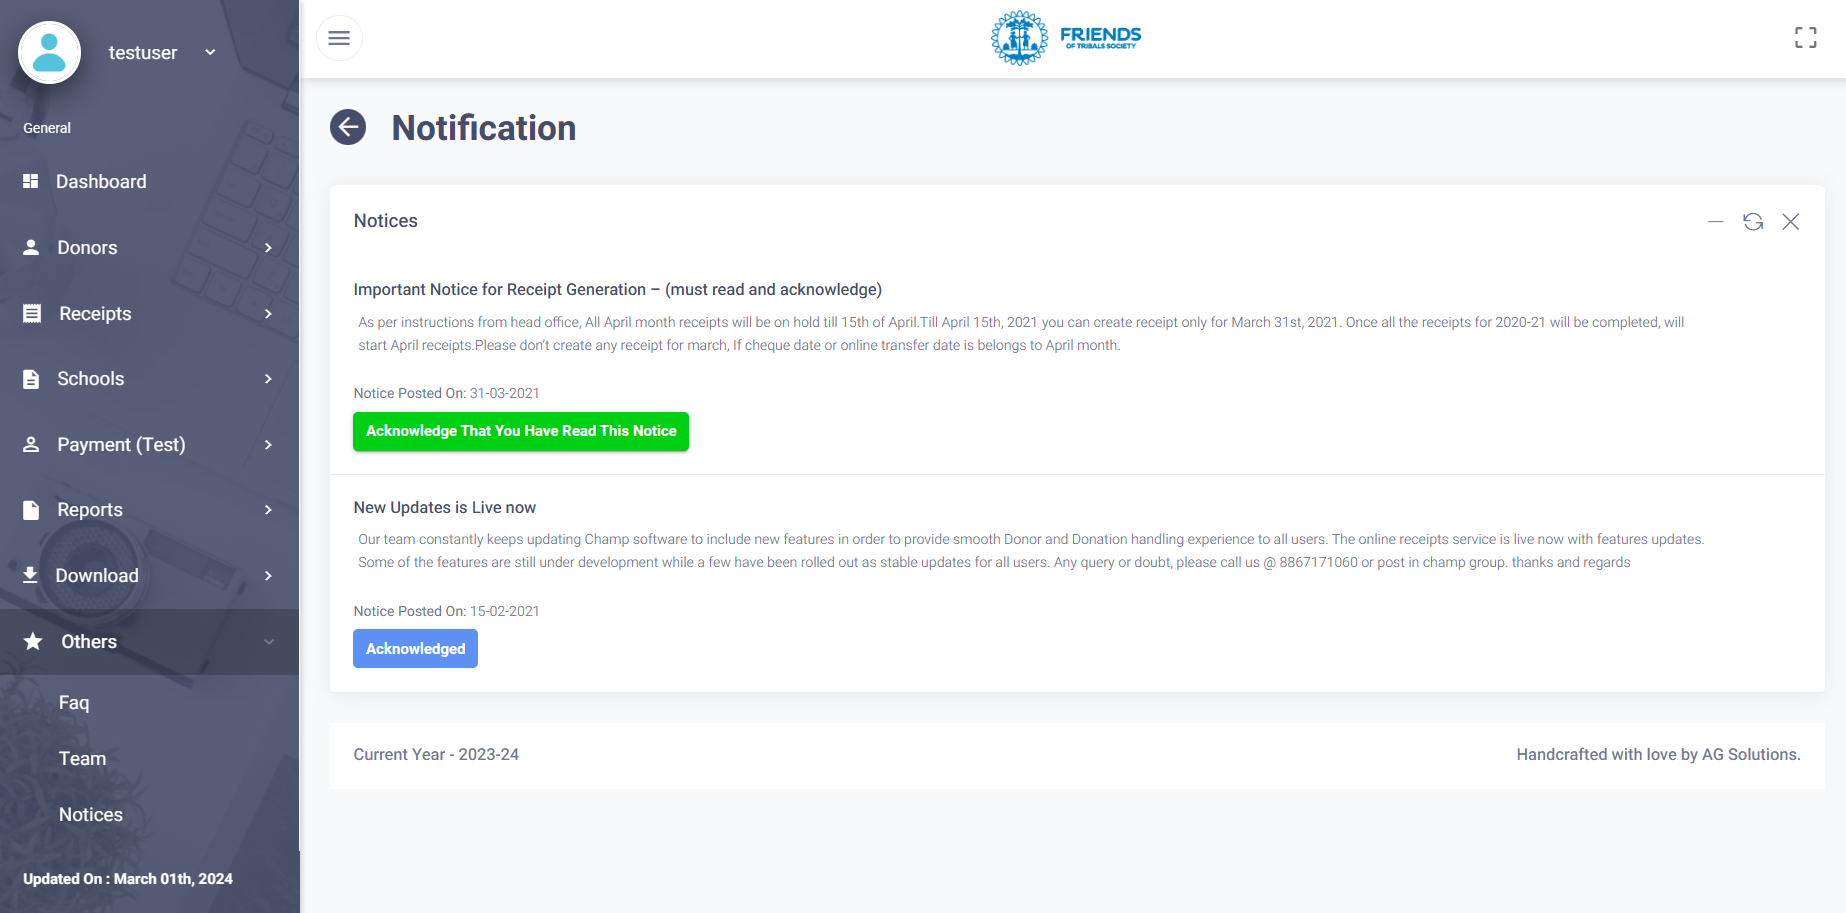 testuser
General
Dashboard
Donors
Receipts
Schools
Payment (Test)
Reports
Download
Others
Faq
Team
Notices
Updated On : March 01th, 2024
FRIENDS
OF TRIBALS SOCIETY
Notification
Notices
Important Notice for Receipt Generation – (must read and acknowledge)
As per instructions from head office, All April month receipts will be on hold till 15th of April.Till April 15th, 2021 you can create receipt only for March 31st, 2021. Once all the receipts for 2020-21 will be completed, will
start April receipts.Please don't create any receipt for march, If cheque date or online transfer date is belongs to April month.
Notice Posted On: 31-03-2021
Acknowledge That You Have Read This Notice
New Updates is Live now
Our team constantly keeps updating Champ software to include new features in order to provide smooth Donor and Donation handling experience to all users. The online receipts service is live now with features updates.
Some of the features are still under development while a few have been rolled out as stable updates for all users. Any query or doubt, please call us @ 8867171060 or post in champ group. thanks and regards
Notice Posted On: 15-02-2021
Acknowledged
Current Year - 2023-24
Handcrafted with love by AG Solutions.